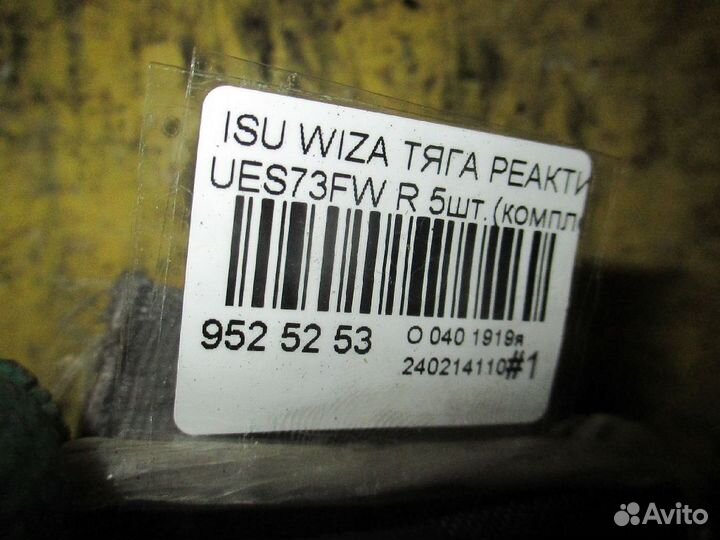 ISU WIZA ТЯГА РЕАКТИ
UES73FW R 5шт.(компл
952 52 53
О 040 1919я
240214110#1
Avito